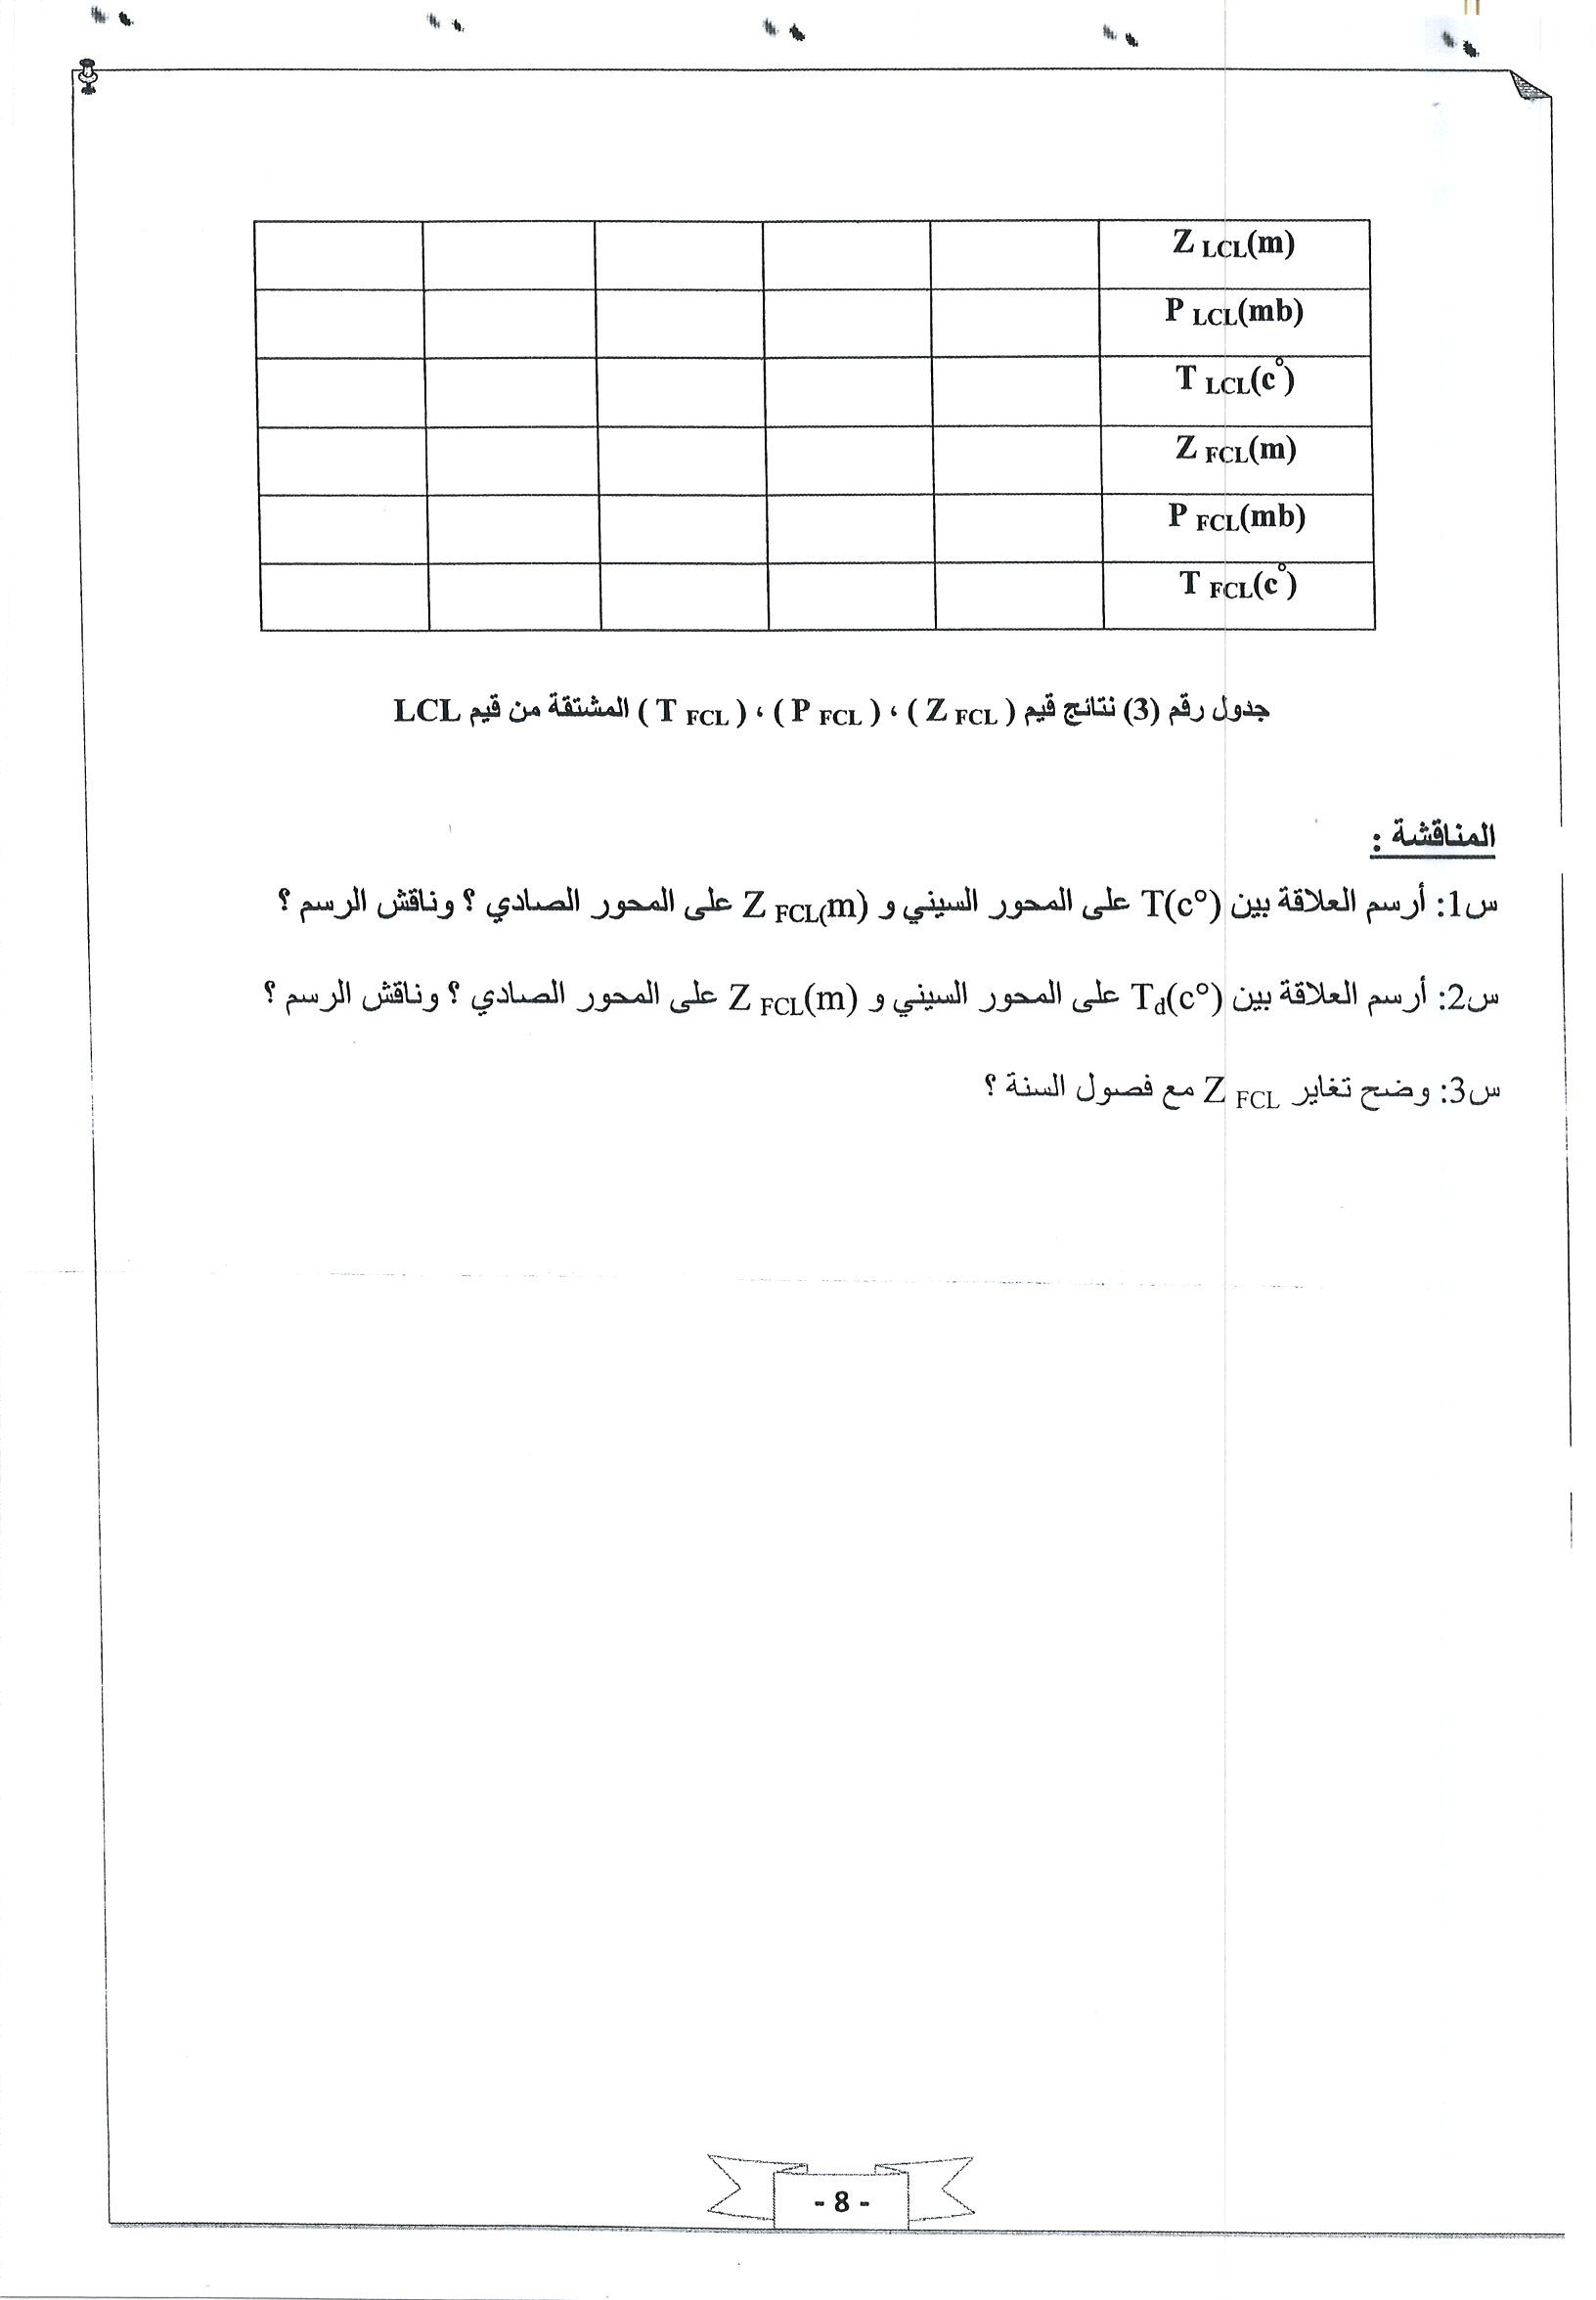 Z LCL(m)
P LCL(mb)
T LCL(c°)
Z FCL(m)
P FCL(mb)
T FCL(c°)
جدول رقم (3) نتائج قيم ( Z FCL ) ، ( P FCL ) ، ( T FCL ) المشتقة من قيم LCL
المناقشة :
س1: أرسم العلاقة بين T(c°) على المحور السيني و Z FCL(m) على المحور الصادي ؟ وناقش الرسم ؟
س2: أرسم العلاقة بين Td(c°) على المحور السيني و Z FCL(m) على المحور الصادي ؟ وناقش الرسم ؟
س3: وضح تغاير Z FCL مع فصول السنة ؟
- 8 -